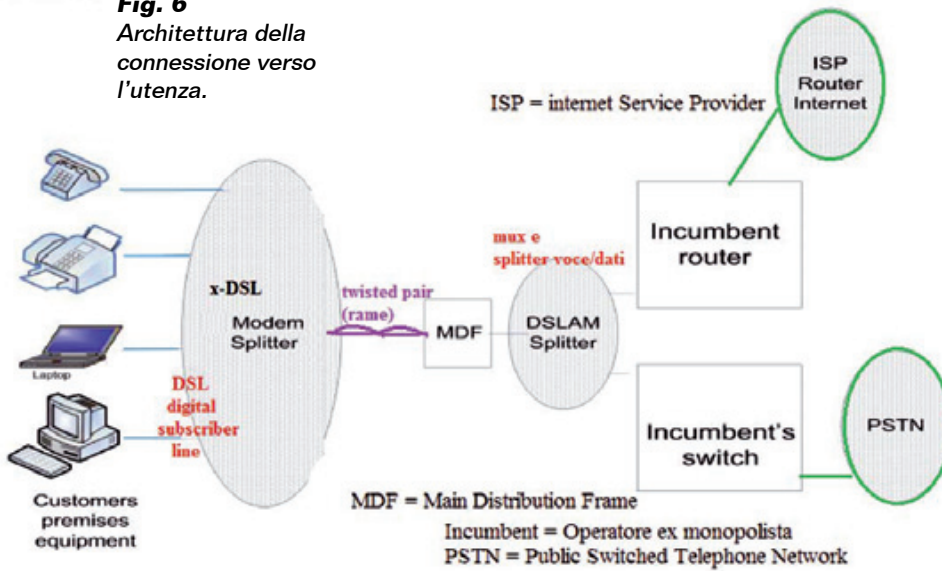 Fig. 6
Architettura della
connessione verso
l'utenza.
ISP
Router
Internet
ISP = internet Service Provider
Incumbent
router
mux e
splitter voce/dati
x-DSL
Modem
Splitter
twisted pair
(rame)
MDF
DSLAM
Splitter
Laptop
DSL
digital
subscriber
line
Incumbent's
switch
PSTN
Customers
premises
equipment
MDF = Main Distribution Frame
Incumbent = Operatore ex monopolista
PSTN = Public Switched Telephone Network